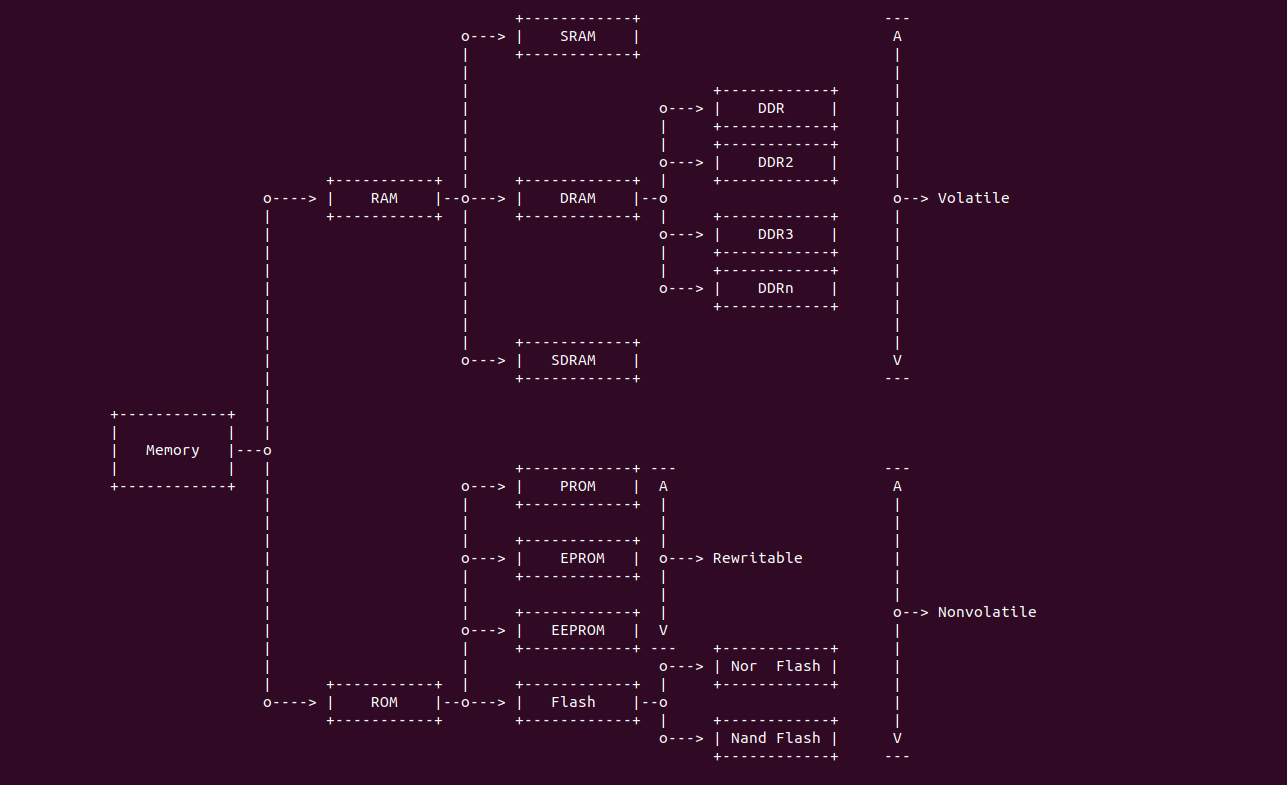 SRAM
DDR
DDR2
RAM
DRAM
Volatile
DDR3
DDRn
SDRAM
Memory
PROM
EPROM
Rewritable
Nonvolatile
EEPROM
Nor  Flash
ROM
Flash
Nand Flash